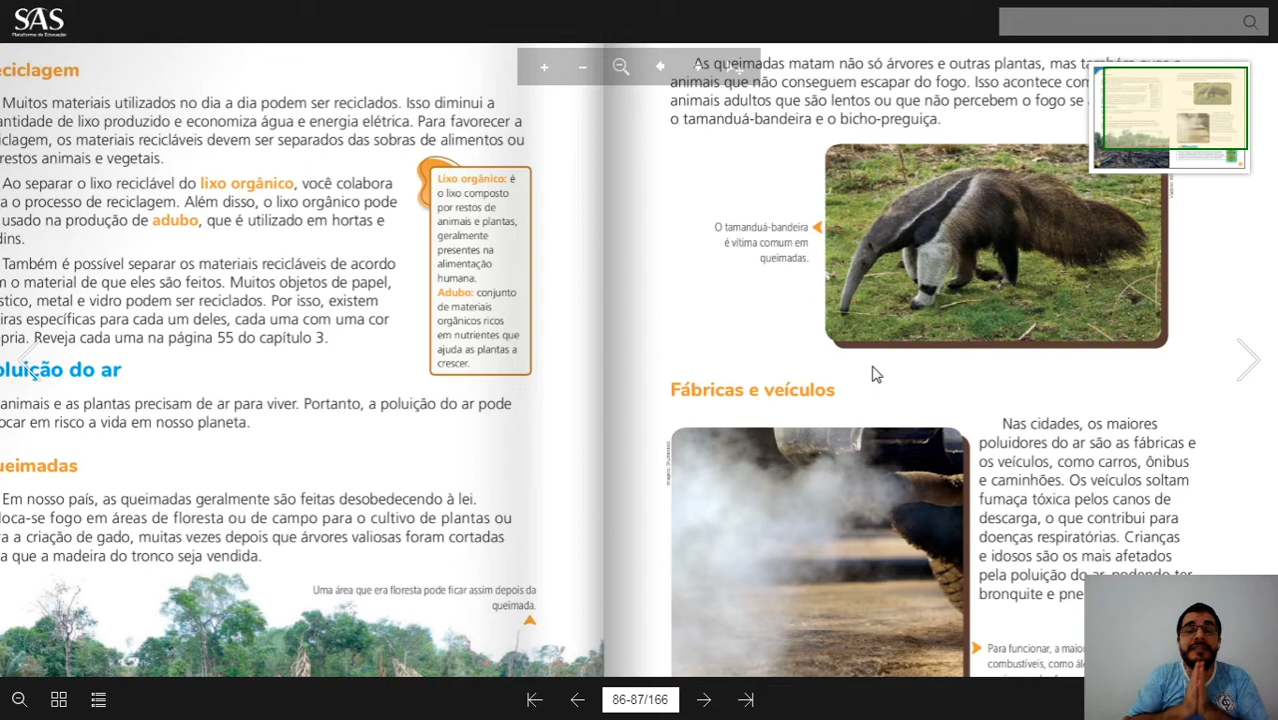 SAS
Plataforma de Educação
eciclagem
Muitos materiais utilizados no dia a dia podem ser reciclados. Isso diminui a
antidade de lixo produzido e economiza água e energia elétrica. Para favorecer a
iclagem, os materiais recicláveis devem ser separados das sobras de alimentos ou
restos animais e vegetais.
Ao separar o lixo reciclável do lixo orgânico, você colabora
a o processo de reciclagem. Além disso, o lixo orgânico pode
usado na produção de adubo, que é utilizado em hortas e
dins.
Também é possível separar os materiais recicláveis de acordo
m o material de que eles são feitos. Muitos objetos de papel,
stico, metal e vidro podem ser reciclados. Por isso, existem
iras específicas para cada um deles, cada uma com uma cor
pria. Reveja cada uma na página 55 do capítulo 3.
Lixo orgânico: é
o lixo composto
por restos de
animais e plantas,
geralmente
presentes na
alimentação
humana.
Adubo: conjunto
de materiais
orgânicos ricos
em nutrientes que
ajuda as plantas a
crescer.
oluição do ar
animais e as plantas precisam de ar para viver. Portanto, a poluição do ar pode
ocar em risco a vida em nosso planeta.
ueimadas
Em nosso país, as queimadas geralmente são feitas desobedecendo à lei.
loca-se fogo em áreas de floresta ou de campo para o cultivo de plantas ou
ra a criação de gado, muitas vezes depois que árvores valiosas foram cortadas
a que a madeira do tronco seja vendida.
Uma área que era floresta pode ficar assim depois da
queimada.
As queimadas matam não só árvores e outras plantas, mas também
animais que não conseguem escapar do fogo. Isso acontece com
animais adultos que são lentos ou que não percebem o fogo se a
o tamanduá-bandeira e o bicho-preguiça.
O tamanduá-bandeira
é vítima comum em
queimadas.
Fábricas e veículos
Nas cidades, os maiores
poluidores do ar são as fábricas e
os veículos, como carros, ônibus
e caminhões. Os veículos soltam
fumaça tóxica pelos canos de
descarga, o que contribui para
doenças respiratórias. Crianças
e idosos são os mais afetados
pela poluição do ar, podendo ter
bronquite e pne
Para funcionar, a maior
combustíveis, como ál
86-87/166